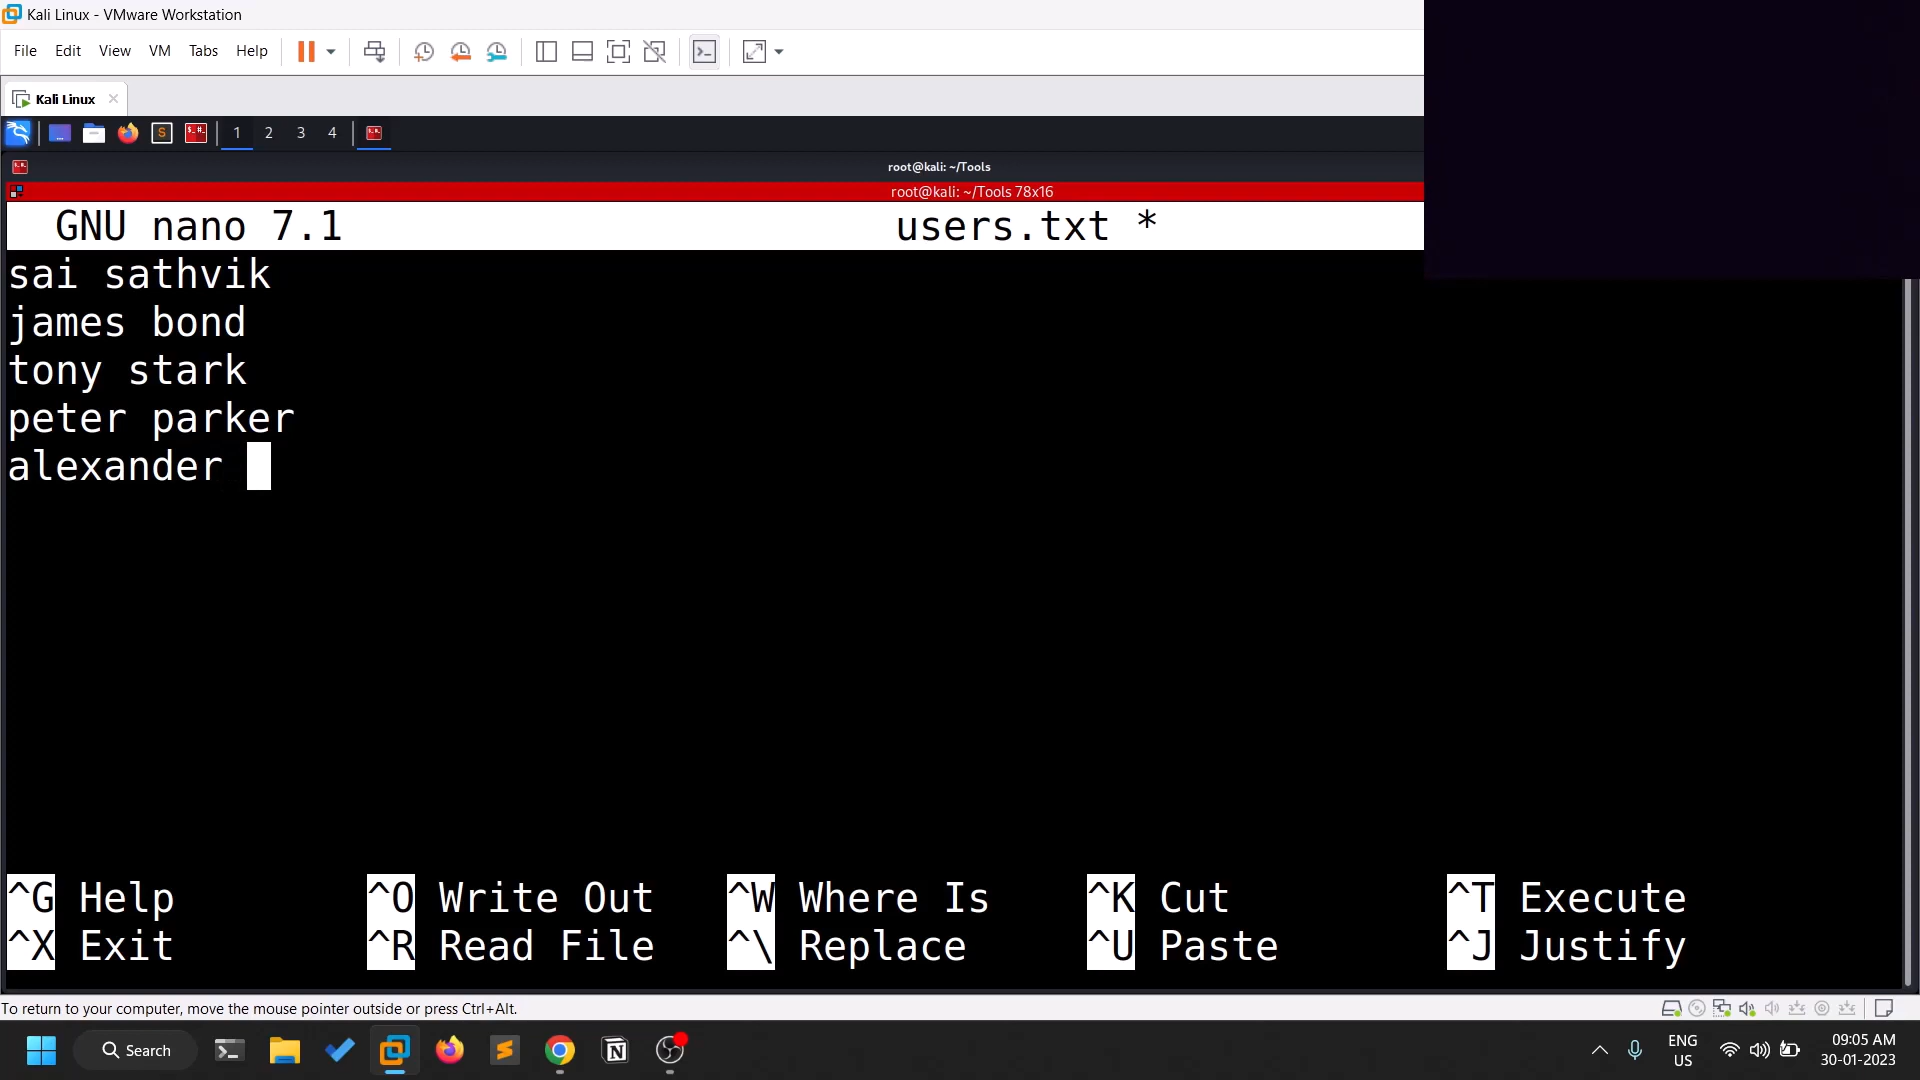 Kali Linux - VMware Workstation
File Edit View VM Tabs Help
Kali Linux
1 2 3 4
root@kali: ~/Tools
root@kali: ~/Tools 78x16
GNU nano 7.1 users.txt *
sai sathvik
james bond
tony stark
peter parker
alexander
^G Help ^O Write Out ^W Where Is ^K Cut ^T Execute
^X Exit ^R Read File ^\ Replace ^U Paste ^J Justify
To return to your computer, move the mouse pointer outside or press Ctrl+Alt.
Search
ENG
US
09:05 AM
30-01-2023